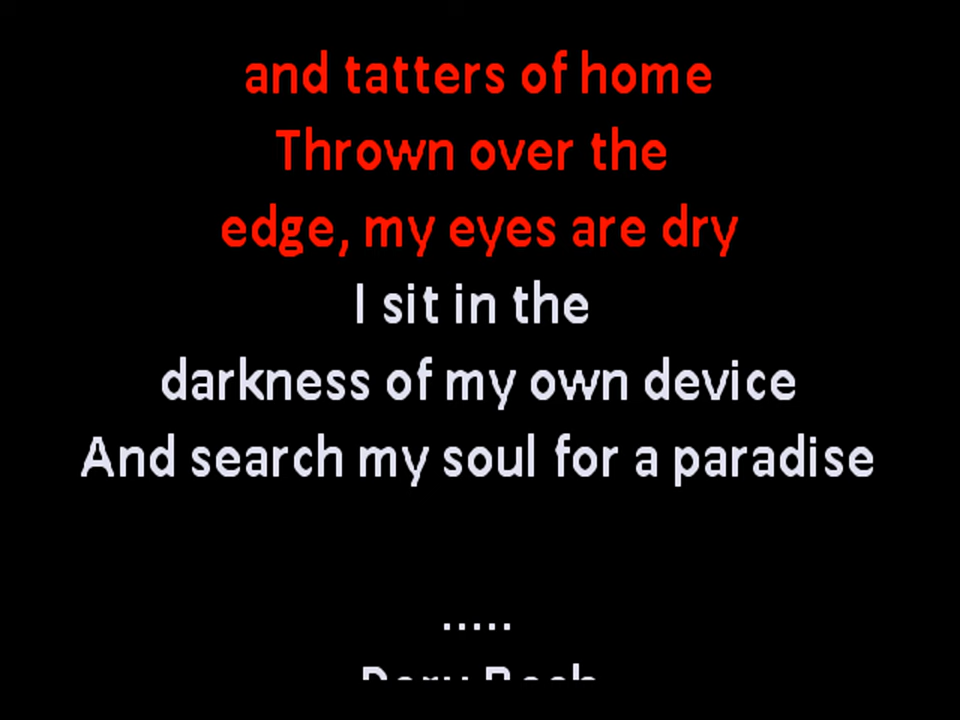 and tatters of home
Thrown over the
edge, my eyes are dry
I sit in the
darkness of my own device
And search my soul for a paradise
.....